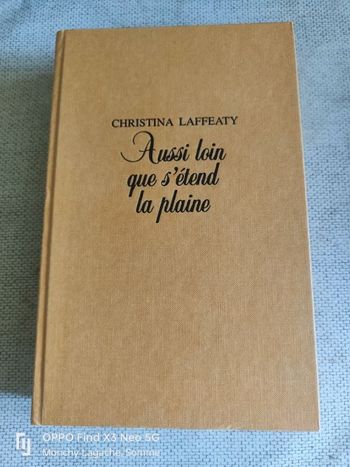 CHRISTINA LAFFEATY
Aussi loin
que s'étend
la plaine
OPPO Find X3 Neo 5G
Monchy Lagache, Somme